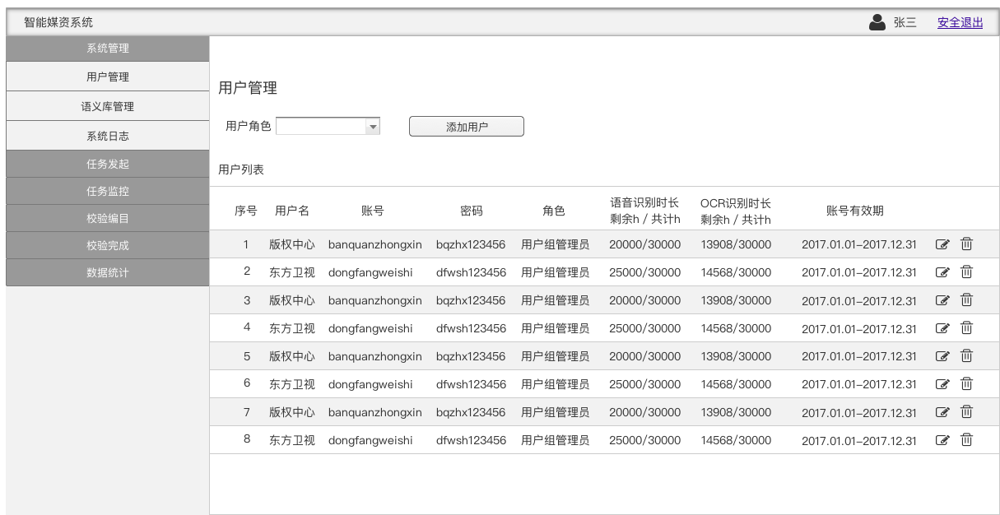 智能媒资系统 张三 安全退出
系统管理
用户管理
语义库管理
系统日志
任务发起
任务监控
校验编目
校验完成
数据统计
用户管理
用户角色 添加用户
用户列表
序号 用户名 账号 密码 角色 语音识别时长 剩余h / 共计h OCR识别时长 剩余h / 共计h 账号有效期
1 版权中心 banquanzhongxin bqzhx123456 用户组管理员 20000/30000 13908/30000 2017.01.01-2017.12.31
2 东方卫视 dongfangweishi dfwsh123456 用户组管理员 25000/30000 14568/30000 2017.01.01-2017.12.31
3 版权中心 banquanzhongxin bqzhx123456 用户组管理员 20000/30000 13908/30000 2017.01.01-2017.12.31
4 东方卫视 dongfangweishi dfwsh123456 用户组管理员 25000/30000 14568/30000 2017.01.01-2017.12.31
5 版权中心 banquanzhongxin bqzhx123456 用户组管理员 20000/30000 13908/30000 2017.01.01-2017.12.31
6 东方卫视 dongfangweishi dfwsh123456 用户组管理员 25000/30000 14568/30000 2017.01.01-2017.12.31
7 版权中心 banquanzhongxin bqzhx123456 用户组管理员 20000/30000 13908/30000 2017.01.01-2017.12.31
8 东方卫视 dongfangweishi dfwsh123456 用户组管理员 25000/30000 14568/30000 2017.01.01-2017.12.31